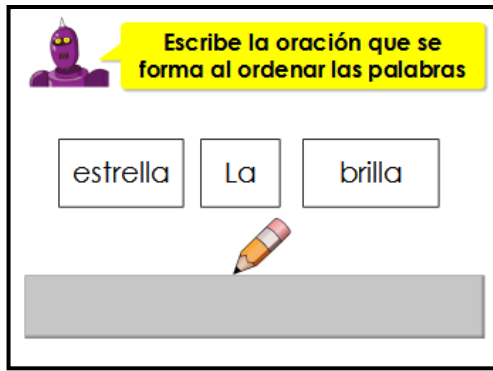 Escribe la oración que se
forma al ordenar las palabras
estrella La brilla